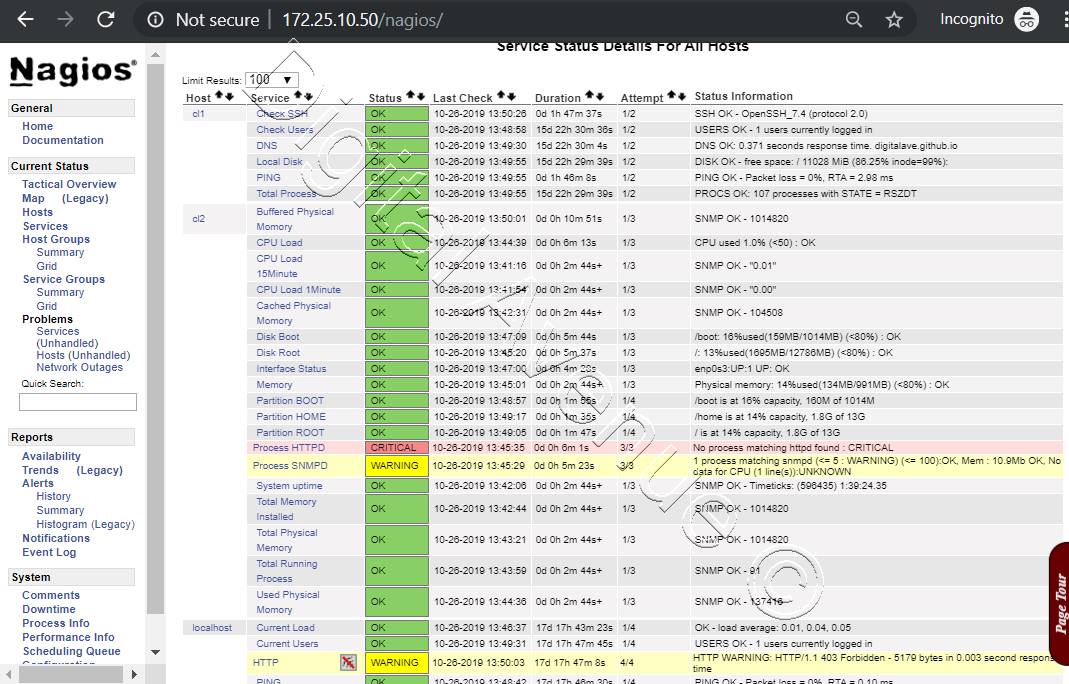 Not secure | 172.25.10.50/nagios/
Incognito
Nagios®
General
Home
Documentation
Current Status
Tactical Overview
Map (Legacy)
Hosts
Services
Host Groups
Summary
Grid
Service Groups
Summary
Grid
Problems
Services
(Unhandled)
Hosts (Unhandled)
Network Outages
Quick Search:
Reports
Availability
Trends (Legacy)
Alerts
History
Summary
Histogram (Legacy)
Notifications
Event Log
System
Comments
Downtime
Process Info
Performance Info
Scheduling Queue
Configuration
Service Status Details For All Hosts
Limit Results: 100
Host Service Status Last Check Duration Attempt Status Information
cl1 Check SSH OK 10-26-2019 13:50:26 0d 1h 47m 37s 1/2 SSH OK - OpenSSH_7.4 (protocol 2.0)
Check Users OK 10-26-2019 13:48:58 15d 22h 30m 36s 1/2 USERS OK - 1 users currently logged in
DNS OK 10-26-2019 13:49:30 15d 22h 30m 4s 1/2 DNS OK: 0.371 seconds response time. digitalave.github.io
Local Disk OK 10-26-2019 13:49:55 15d 22h 29m 39s 1/2 DISK OK - free space: / 11028 MiB (86.25% inode=99%):
PING OK 10-26-2019 13:49:55 0d 1h 46m 8s 1/2 PING OK - Packet loss = 0%, RTA = 2.98 ms
Total Process OK 10-26-2019 13:49:55 15d 22h 29m 39s 1/2 PROCS OK: 107 processes with STATE = RSZDT
cl2 Buffered Physical
Memory OK 10-26-2019 13:50:01 0d 0h 10m 51s 1/3 SNMP OK - 1014820
CPU Load OK 10-26-2019 13:44:39 0d 0h 6m 13s 1/3 CPU used 1.0% (<50) : OK
CPU Load
15Minute OK 10-26-2019 13:41:16 0d 0h 2m 44s+ 1/3 SNMP OK - "0.01"
CPU Load 1Minute OK 10-26-2019 13:41:54 0d 0h 2m 44s+ 1/3 SNMP OK - "0.00"
Cached Physical
Memory OK 10-26-2019 13:42:31 0d 0h 2m 44s+ 1/3 SNMP OK - 104508
Disk Boot OK 10-26-2019 13:47:09 0d 0h 5m 44s 1/3 /boot: 16%used(159MB/1014MB) (<80%) : OK
Disk Root OK 10-26-2019 13:45:20 0d 0h 5m 37s 1/3 /: 13%used(1695MB/12786MB) (<80%) : OK
Interface Status OK 10-26-2019 13:47:00 0d 0h 4m 28s 1/3 enp0s3:UP:1 UP: OK
Memory OK 10-26-2019 13:45:01 0d 0h 2m 44s+ 1/3 Physical memory: 14%used(134MB/991MB) (<80%) : OK
Partition BOOT OK 10-26-2019 13:48:57 0d 0h 1m 55s 1/4 /boot is at 16% capacity, 160M of 1014M
Partition HOME OK 10-26-2019 13:49:17 0d 0h 1m 35s 1/4 /home is at 14% capacity, 1.8G of 13G
Partition ROOT OK 10-26-2019 13:49:05 0d 0h 1m 47s 1/4 / is at 14% capacity, 1.8G of 13G
Process HTTPD CRITICAL 10-26-2019 13:45:35 0d 0h 6m 1s 3/3 No process matching httpd found : CRITICAL
Process SNMPD WARNING 10-26-2019 13:45:29 0d 0h 5m 23s 3/3 1 process matching snmpd (<= 5 : WARNING) (<= 100):OK, Mem : 10.9Mb OK, No
data for CPU (1 line(s)):UNKNOWN
System uptime OK 10-26-2019 13:42:06 0d 0h 2m 44s+ 1/3 SNMP OK - Timeticks: (596435) 1:39:24.35
Total Memory
Installed OK 10-26-2019 13:42:44 0d 0h 2m 44s+ 1/3 SNMP OK - 1014820
Total Physical
Memory OK 10-26-2019 13:43:21 0d 0h 2m 44s+ 1/3 SNMP OK - 1014820
Total Running
Process OK 10-26-2019 13:43:59 0d 0h 2m 44s+ 1/3 SNMP OK - 91
Used Physical
Memory OK 10-26-2019 13:44:36 0d 0h 2m 44s+ 1/3 SNMP OK - 137416
localhost Current Load OK 10-26-2019 13:46:37 17d 17h 43m 23s 1/4 OK - load average: 0.01, 0.04, 0.05
Current Users OK 10-26-2019 13:49:31 17d 17h 47m 45s 1/4 USERS OK - 1 users currently logged in
HTTP WARNING 10-26-2019 13:50:03 17d 17h 47m 8s 4/4 HTTP WARNING: HTTP/1.1 403 Forbidden - 5179 bytes in 0.003 second respons
time
PING OK 10-26-2019 13:48:42 17d 17h 46m 30s 1/4 PING OK - Packet loss = 0%, RTA = 0.10 ms
Page Tour
Digital Avenue ©